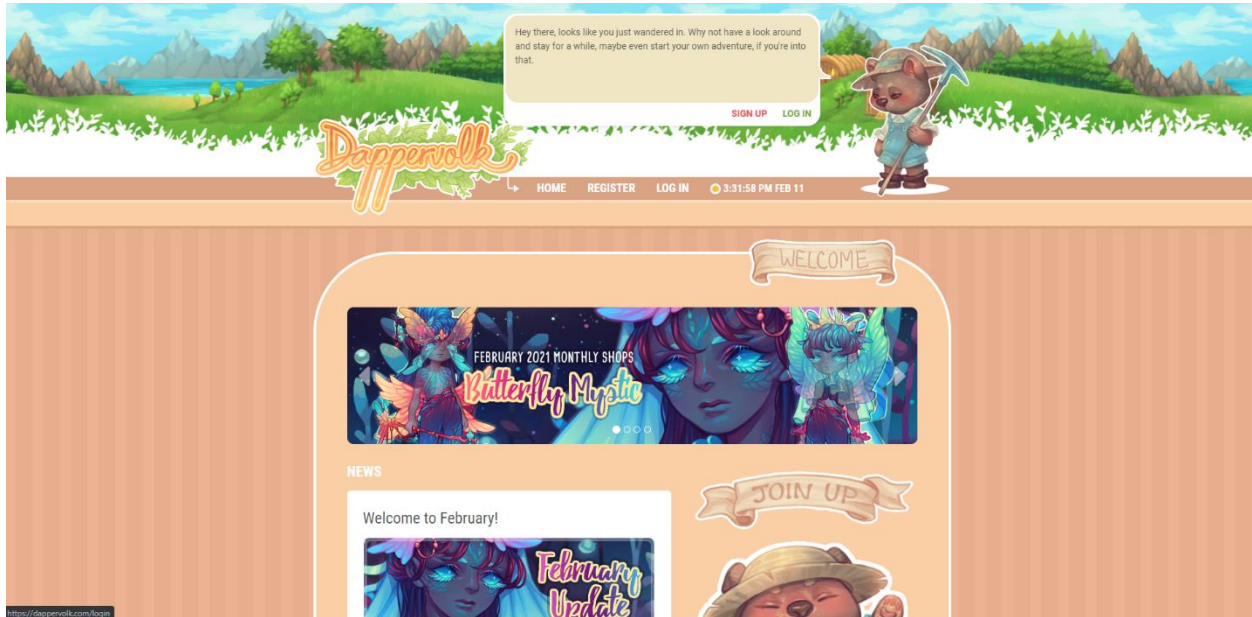 Hey there, looks like you just wandered in. Why not have a look around
and stay for a while, maybe even start your own adventure, if you're into
that.
SIGN UP LOG IN
Dappervolk
HOME REGISTER LOG IN 3:31:58 PM FEB 11
WELCOME
FEBRUARY 2021 MONTHLY SHOPS
Butterfly Mystic
NEWS
JOIN UP
Welcome to February!
February
Update
https://dappervolk.com/login